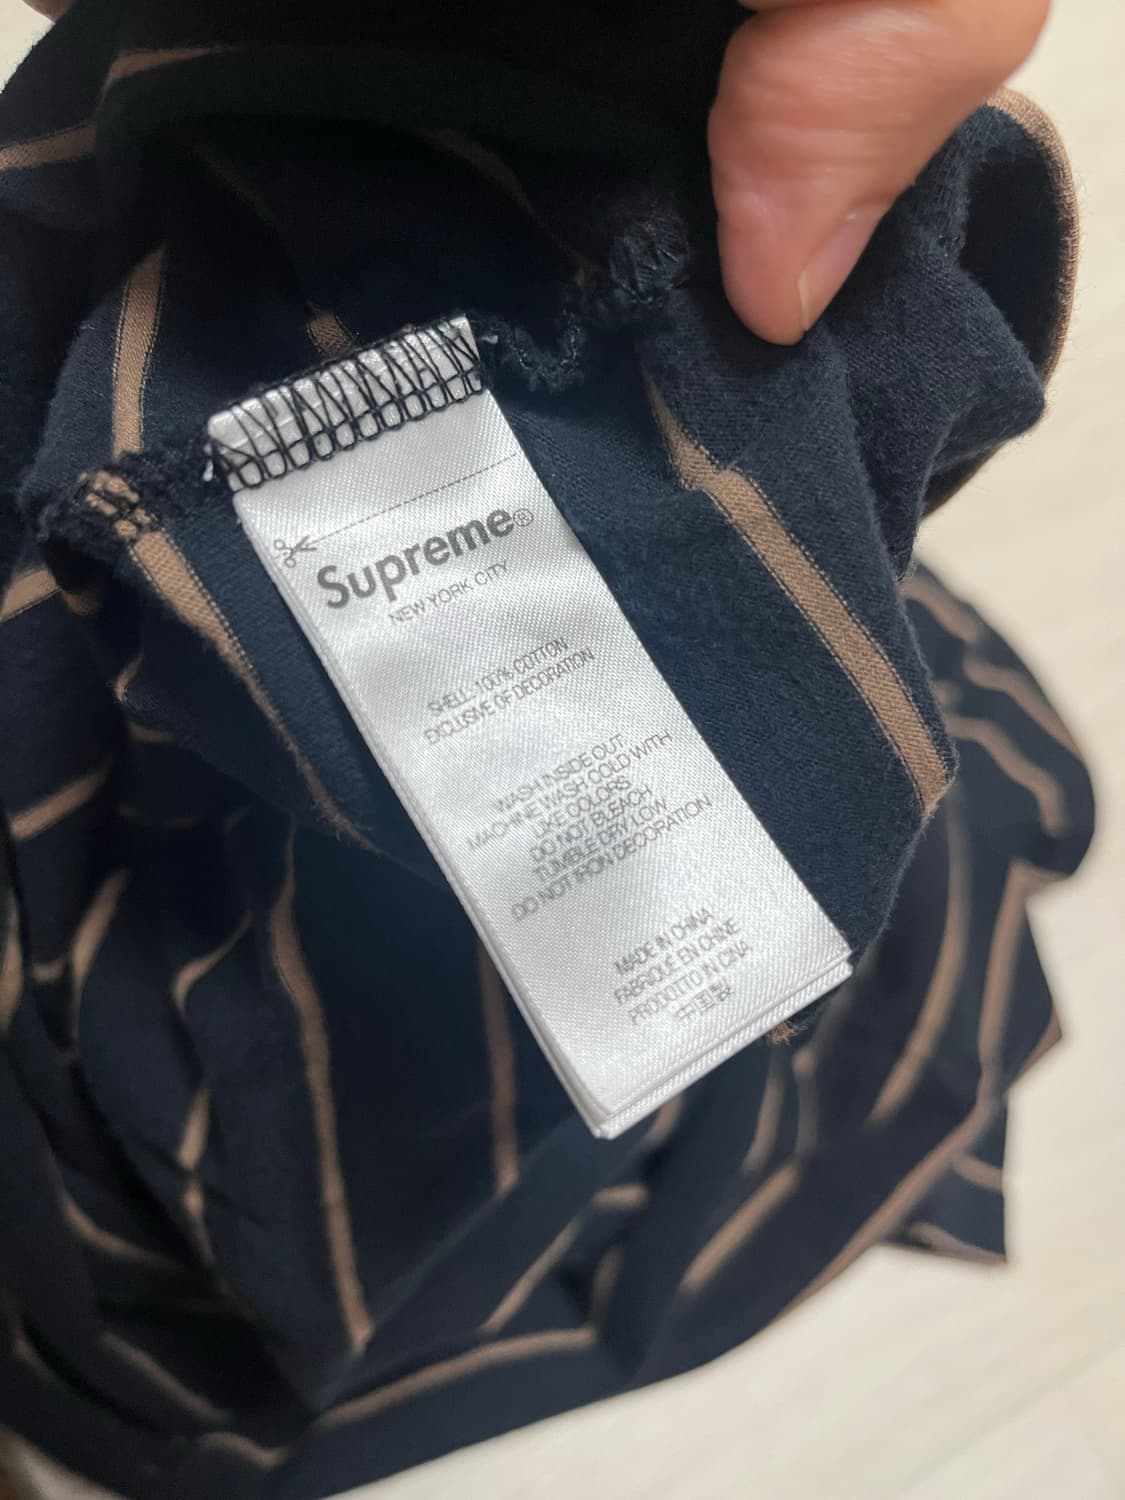 Supreme®
NEW YORK CITY
SHELL 100% COTTON
EXCLUSIVE OF DECORATION
WASH INSIDE OUT
MACHINE WASH COLD WITH
LIKE COLORS
DO NOT BLEACH
TUMBLE DRY LOW
DO NOT IRON DECORATION
MADE IN CHINA
FABRIQUÉ EN CHINE
PRODOTTO IN CINA
中国製